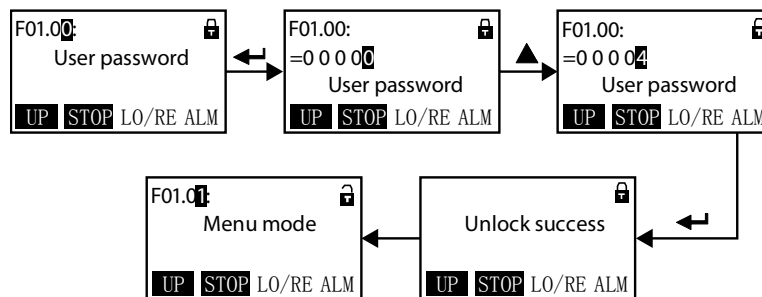 F01.00:
User password
UP STOP LO/RE ALM
F01.00:
=0 0 0 0 0
User password
UP STOP LO/RE ALM
F01.00:
=0 0 0 0 4
User password
UP STOP LO/RE ALM
Unlock success
UP STOP LO/RE ALM
F01.01:
Menu mode
UP STOP LO/RE ALM